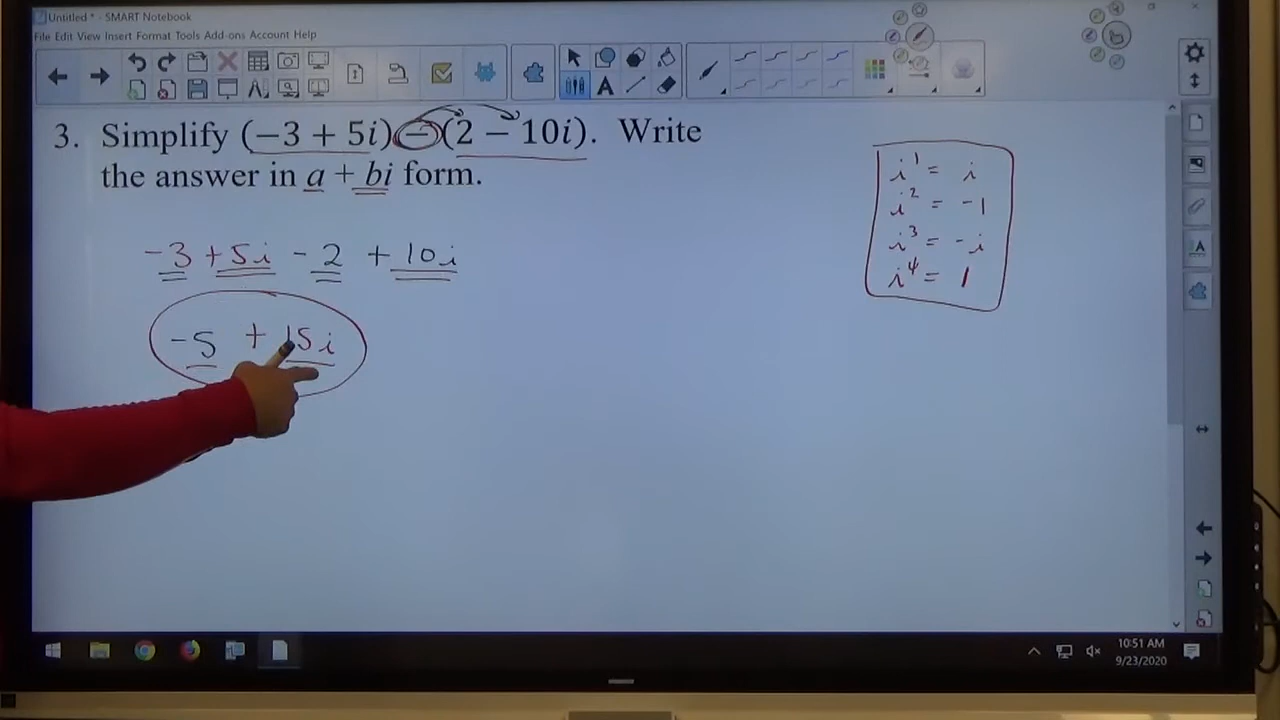 Untitled * - SMART Notebook
File Edit View Insert Format Tools Add-ons Account Help
3. Simplify (−3 + 5i) − (2 − 10i). Write
the answer in a + bi form.
i¹ = i
i² = -1
i³ = -i
i⁴ = 1
-3 + 5i - 2 + 10i
-5 + 15i
10:51 AM
9/23/2020